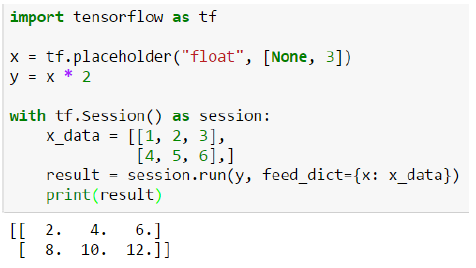 import tensorflow as tf
x = tf.placeholder("float", [None, 3])
y = x * 2
with tf.Session() as session:
    x_data = [[1, 2, 3],
              [4, 5, 6],]
    result = session.run(y, feed_dict={x: x_data})
    print(result)
[[  2.   4.   6.]
 [  8.  10.  12.]]